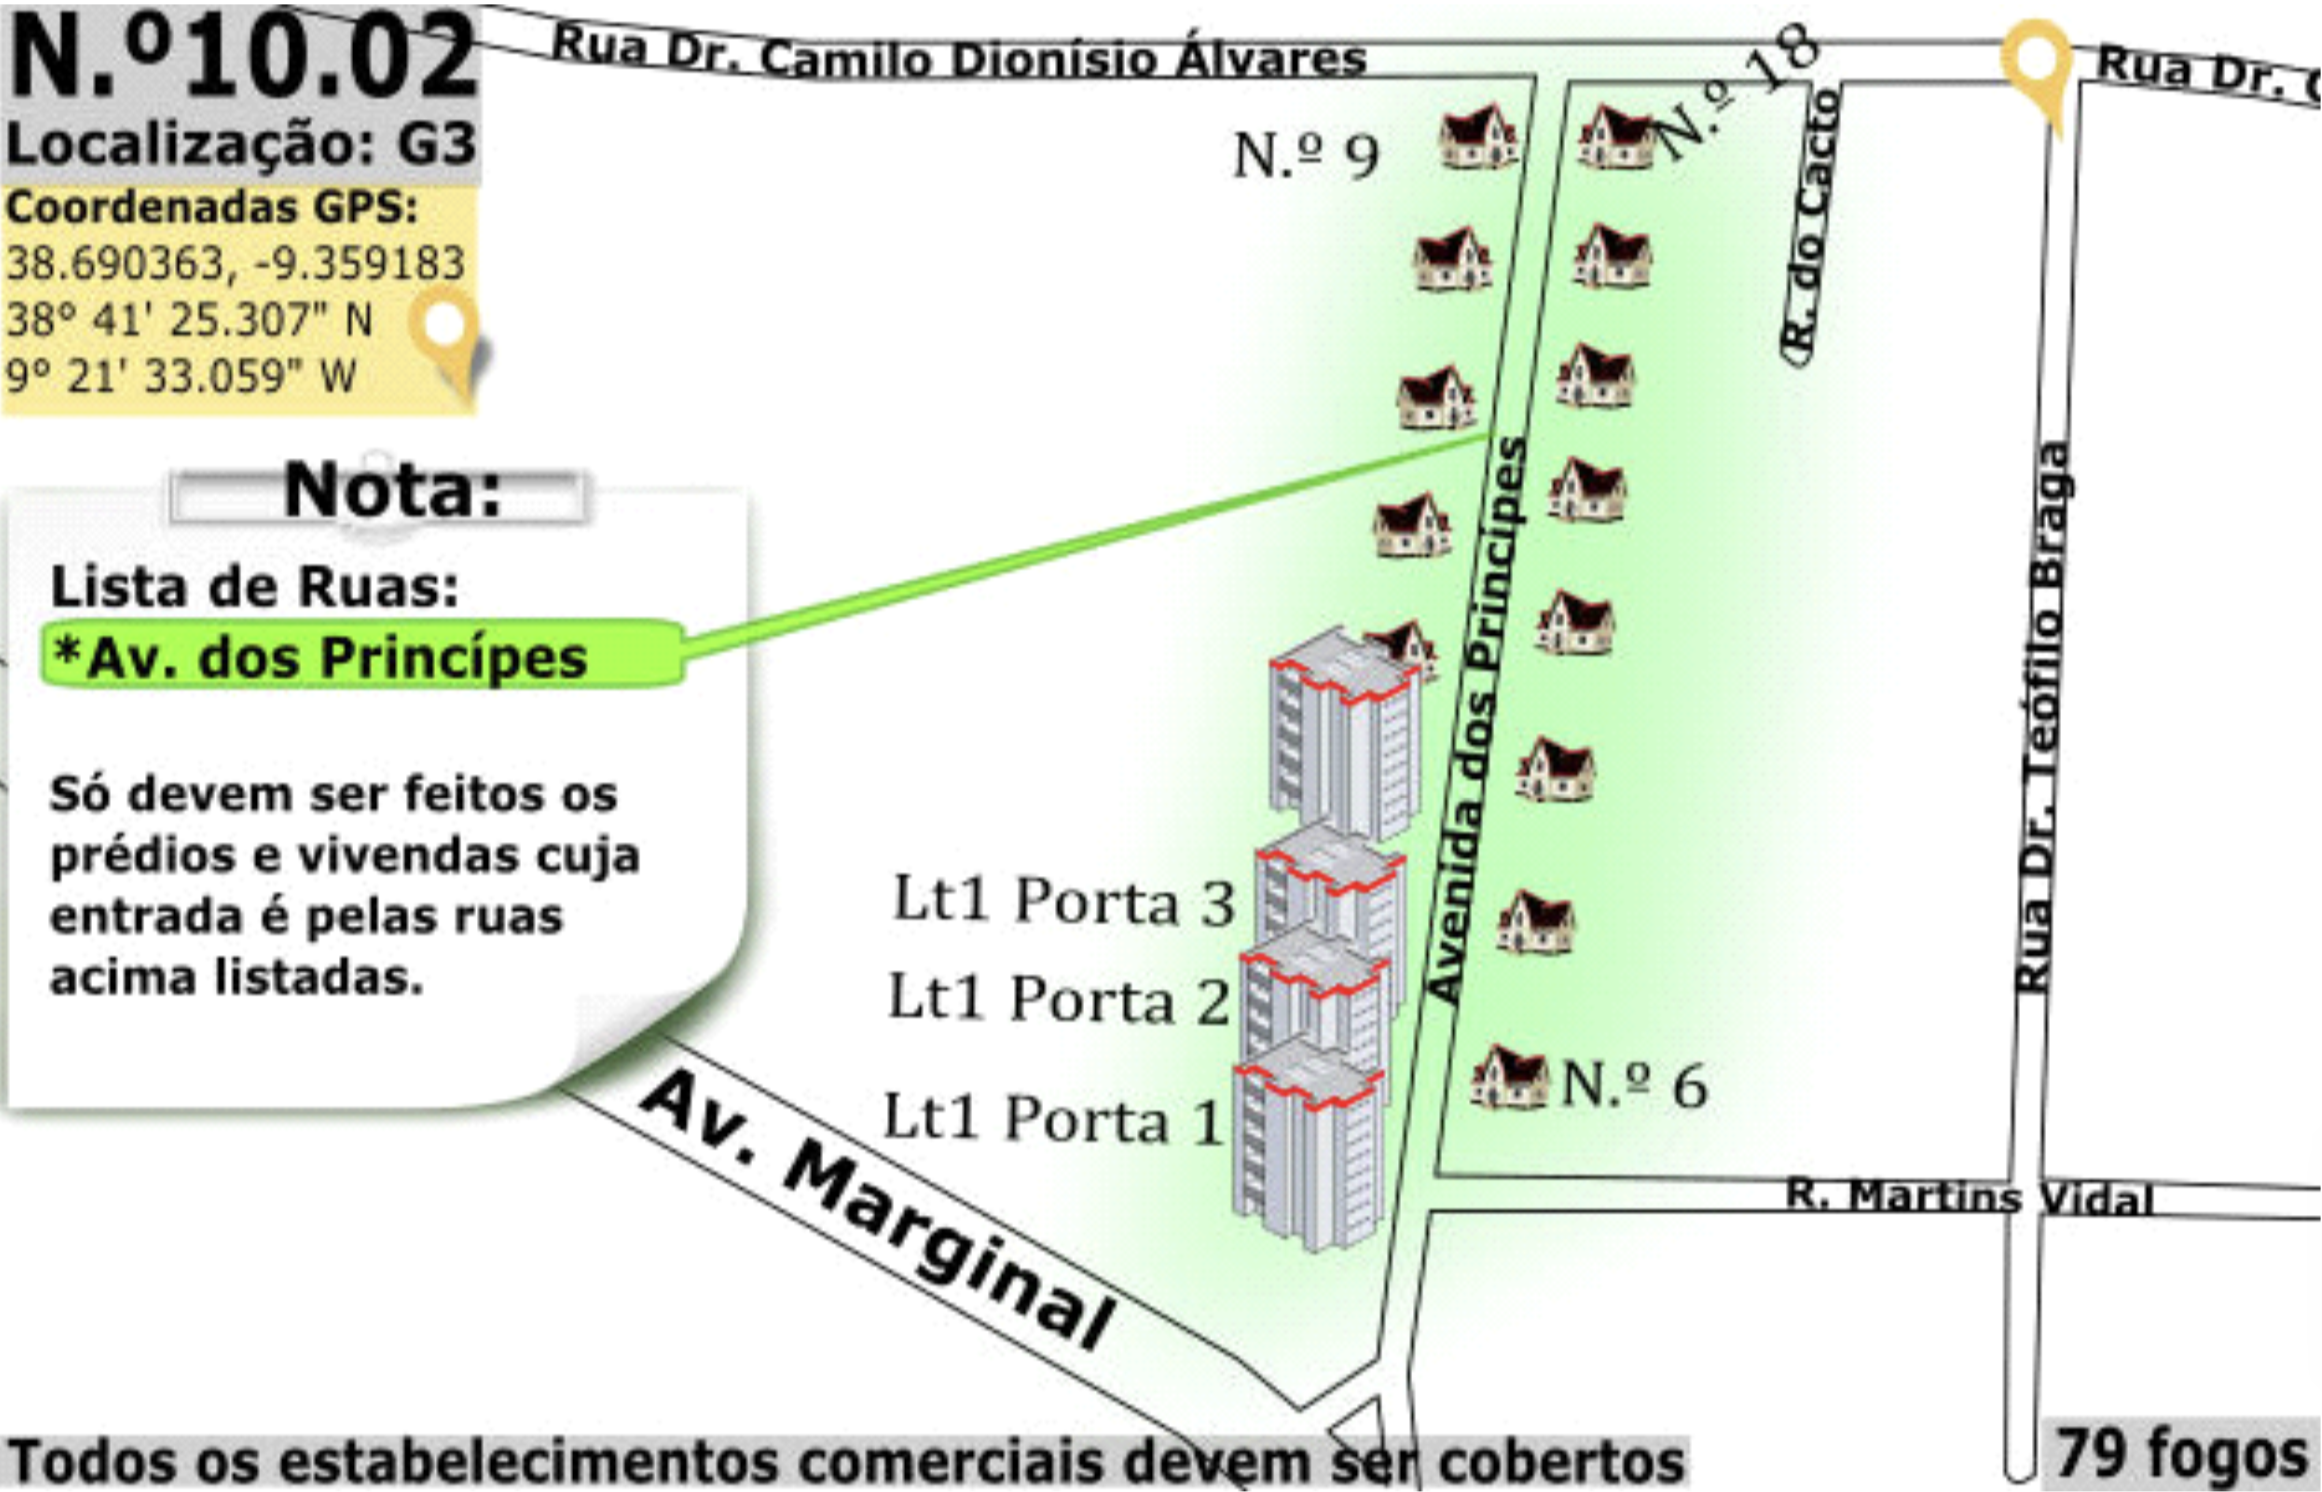 N.º10.02
Localização: G3
Coordenadas GPS:
38.690363, -9.359183
38º 41' 25.307" N
9º 21' 33.059" W
Nota:
Lista de Ruas:
*Av. dos Princípes
Só devem ser feitos os
prédios e vivendas cuja
entrada é pelas ruas
acima listadas.
Rua Dr. Camilo Dionísio Álvares
Rua Dr.
N.º 9
N.º 18
R. do Cacto
Avenida dos Princípes
Rua Dr. Teófilo Braga
Lt1 Porta 3
Lt1 Porta 2
Lt1 Porta 1
N.º 6
R. Martins Vidal
Av. Marginal
Todos os estabelecimentos comerciais devem ser cobertos
79 fogos